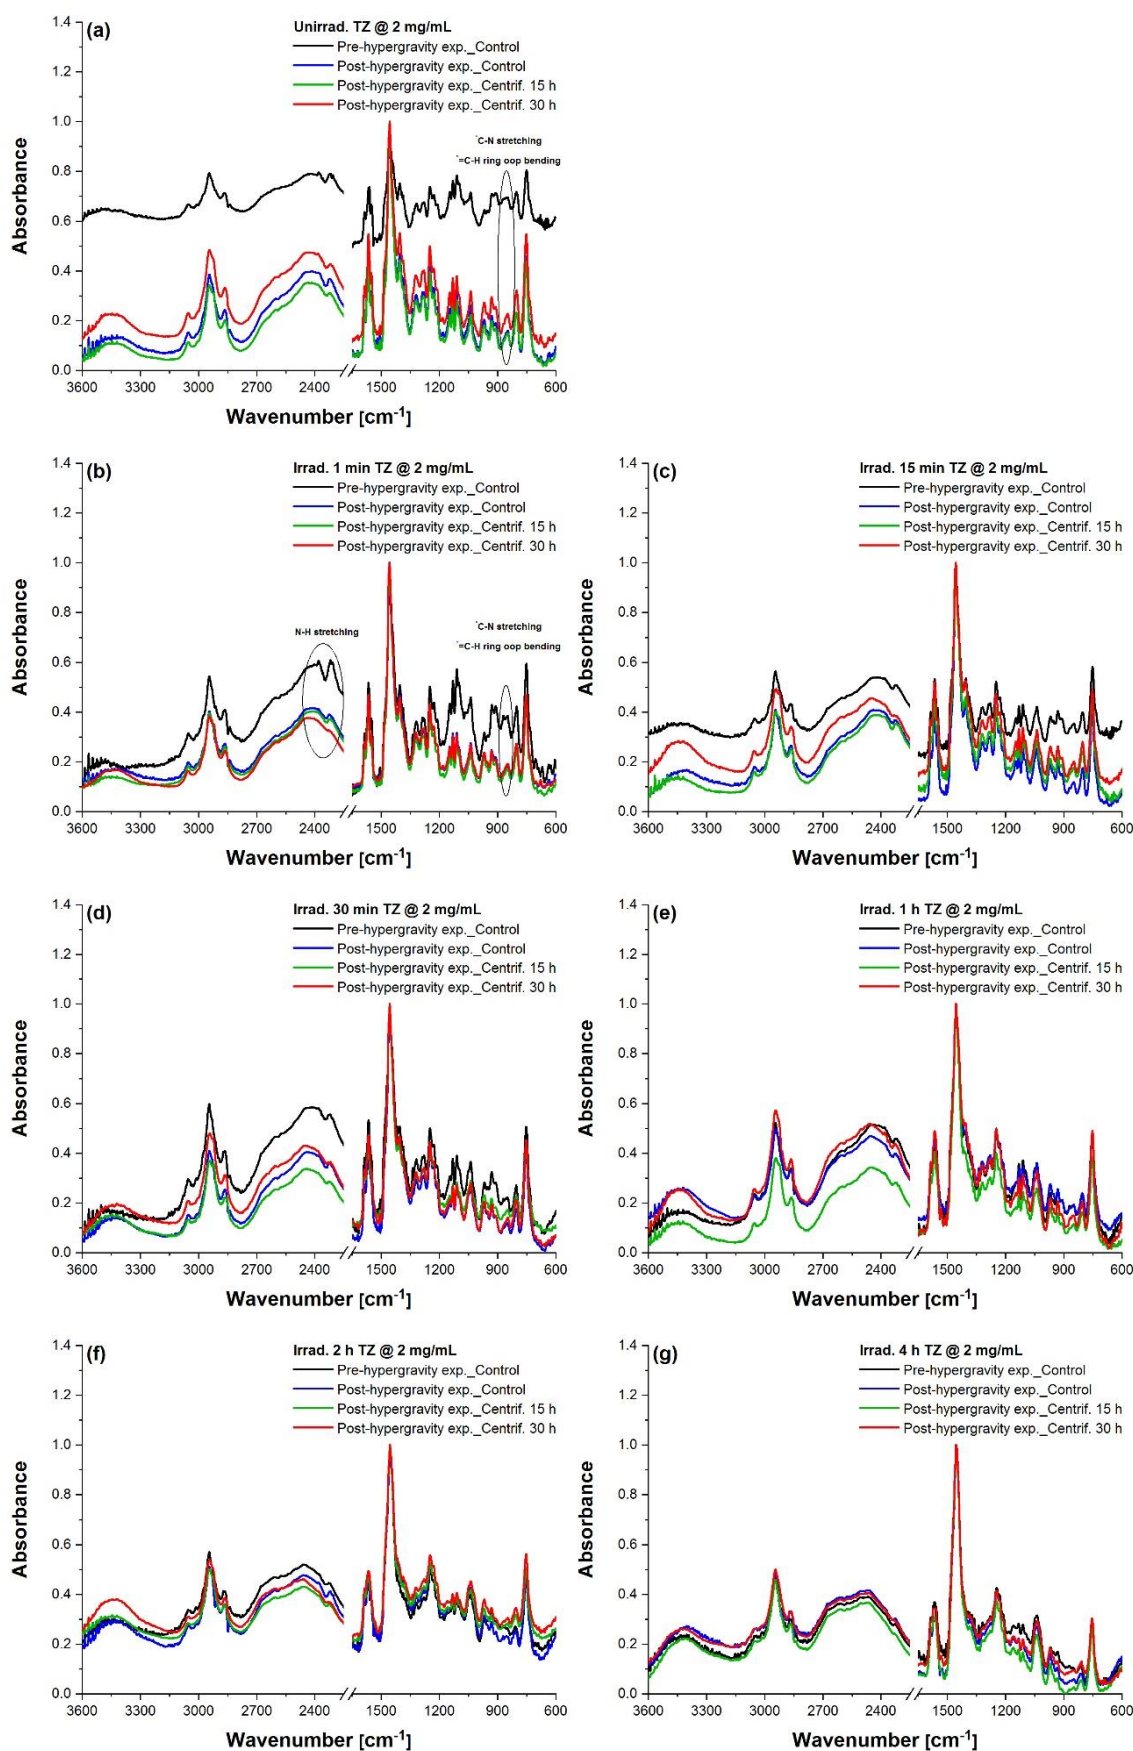 (a)
Unirrad. TZ @ 2 mg/mL
Pre-hypergravity exp._Control
Post-hypergravity exp._Control
Post-hypergravity exp._Centrif. 15 h
Post-hypergravity exp._Centrif. 30 h
*C-N stretching
*=C-H ring oop bending
Absorbance
1.4
1.2
1.0
0.8
0.6
0.4
0.2
0.0
3600 3300 3000 2700 2400 1500 1200 900 600
Wavenumber [cm⁻¹]
(b)
Irrad. 1 min TZ @ 2 mg/mL
Pre-hypergravity exp._Control
Post-hypergravity exp._Control
Post-hypergravity exp._Centrif. 15 h
Post-hypergravity exp._Centrif. 30 h
N-H stretching
*C-N stretching
*=C-H ring oop bending
Absorbance
1.4
1.2
1.0
0.8
0.6
0.4
0.2
0.0
3600 3300 3000 2700 2400 1500 1200 900 600
Wavenumber [cm⁻¹]
(c)
Irrad. 15 min TZ @ 2 mg/mL
Pre-hypergravity exp._Control
Post-hypergravity exp._Control
Post-hypergravity exp._Centrif. 15 h
Post-hypergravity exp._Centrif. 30 h
Absorbance
1.4
1.2
1.0
0.8
0.6
0.4
0.2
0.0
3600 3300 3000 2700 2400 1500 1200 900 600
Wavenumber [cm⁻¹]
(d)
Irrad. 30 min TZ @ 2 mg/mL
Pre-hypergravity exp._Control
Post-hypergravity exp._Control
Post-hypergravity exp._Centrif. 15 h
Post-hypergravity exp._Centrif. 30 h
Absorbance
1.4
1.2
1.0
0.8
0.6
0.4
0.2
0.0
3600 3300 3000 2700 2400 1500 1200 900 600
Wavenumber [cm⁻¹]
(e)
Irrad. 1 h TZ @ 2 mg/mL
Pre-hypergravity exp._Control
Post-hypergravity exp._Control
Post-hypergravity exp._Centrif. 15 h
Post-hypergravity exp._Centrif. 30 h
Absorbance
1.4
1.2
1.0
0.8
0.6
0.4
0.2
0.0
3600 3300 3000 2700 2400 1500 1200 900 600
Wavenumber [cm⁻¹]
(f)
Irrad. 2 h TZ @ 2 mg/mL
Pre-hypergravity exp._Control
Post-hypergravity exp._Control
Post-hypergravity exp._Centrif. 15 h
Post-hypergravity exp._Centrif. 30 h
Absorbance
1.4
1.2
1.0
0.8
0.6
0.4
0.2
0.0
3600 3300 3000 2700 2400 1500 1200 900 600
Wavenumber [cm⁻¹]
(g)
Irrad. 4 h TZ @ 2 mg/mL
Pre-hypergravity exp._Control
Post-hypergravity exp._Control
Post-hypergravity exp._Centrif. 15 h
Post-hypergravity exp._Centrif. 30 h
Absorbance
1.4
1.2
1.0
0.8
0.6
0.4
0.2
0.0
3600 3300 3000 2700 2400 1500 1200 900 600
Wavenumber [cm⁻¹]